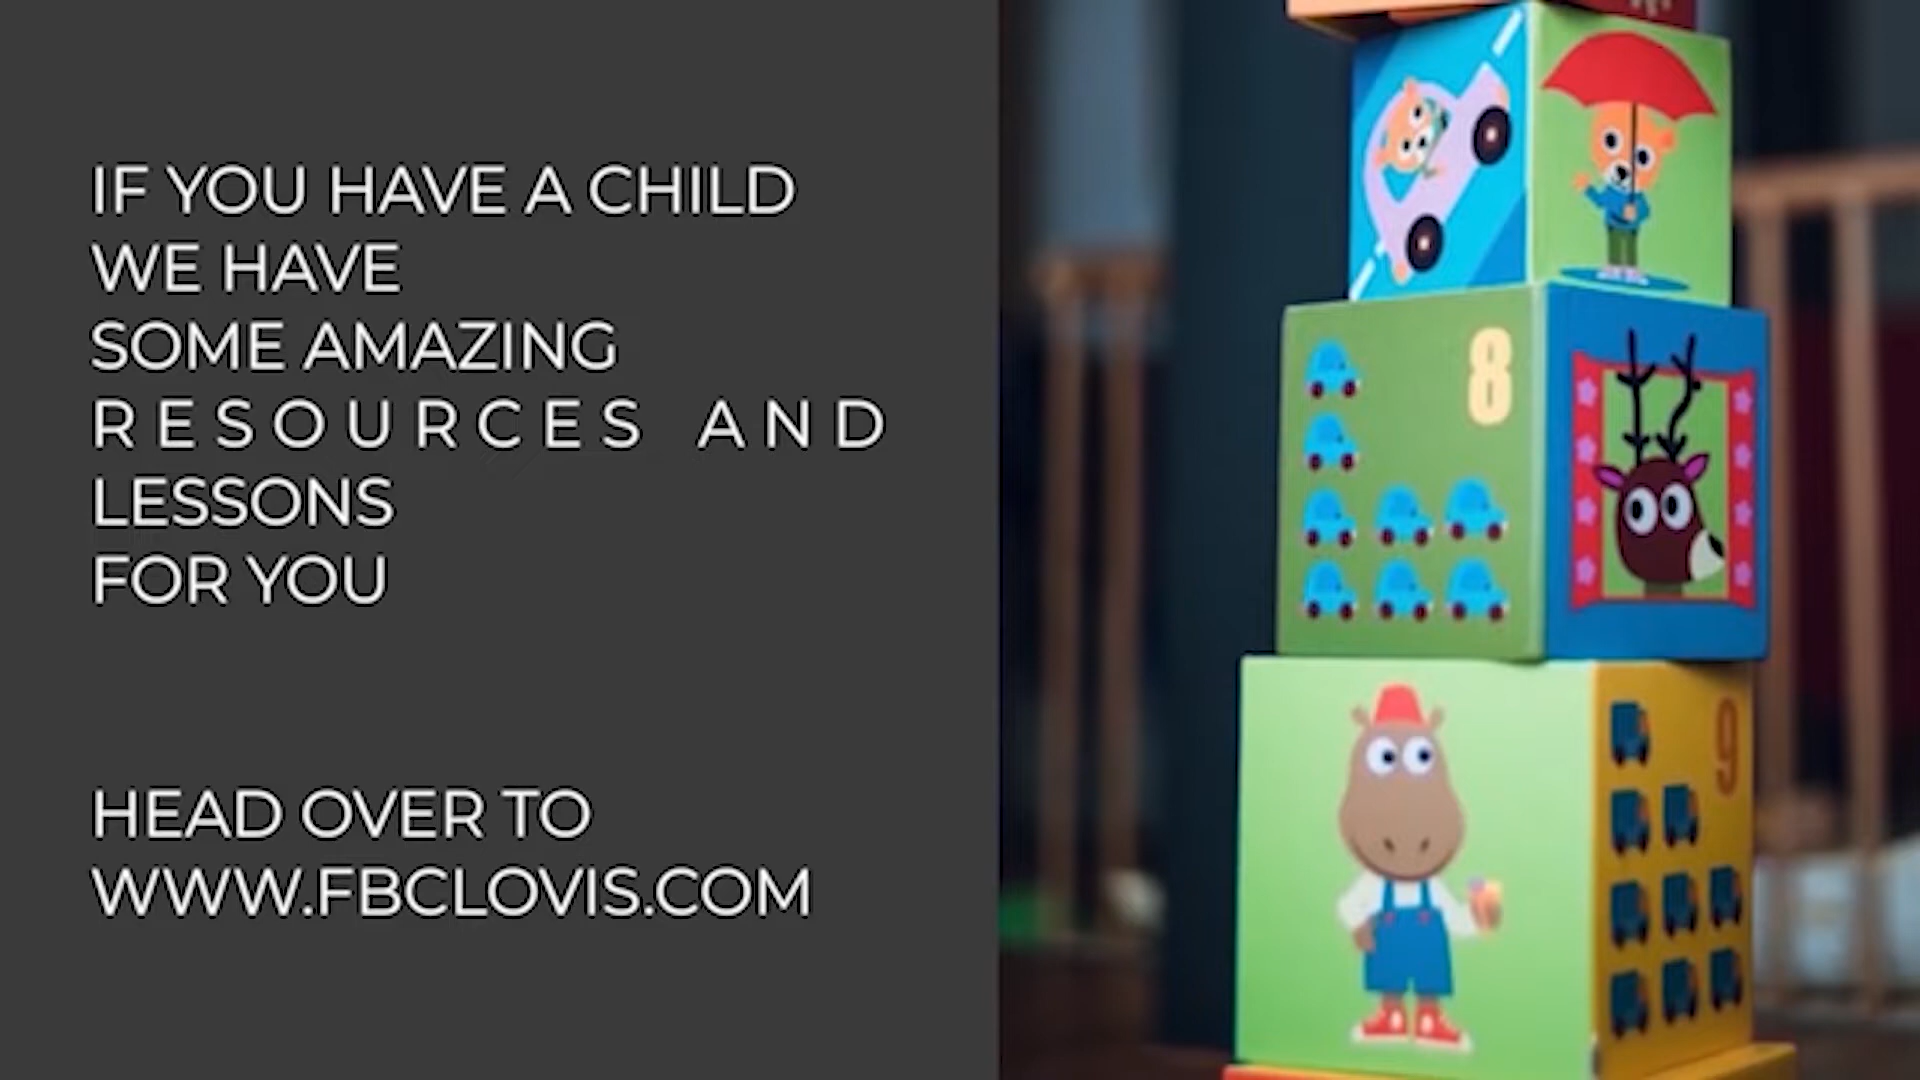 IF YOU HAVE A CHILD
WE HAVE
SOME AMAZING
RESOURCES AND
LESSONS
FOR YOU
HEAD OVER TO
WWW.FBCLOVIS.COM
8
9